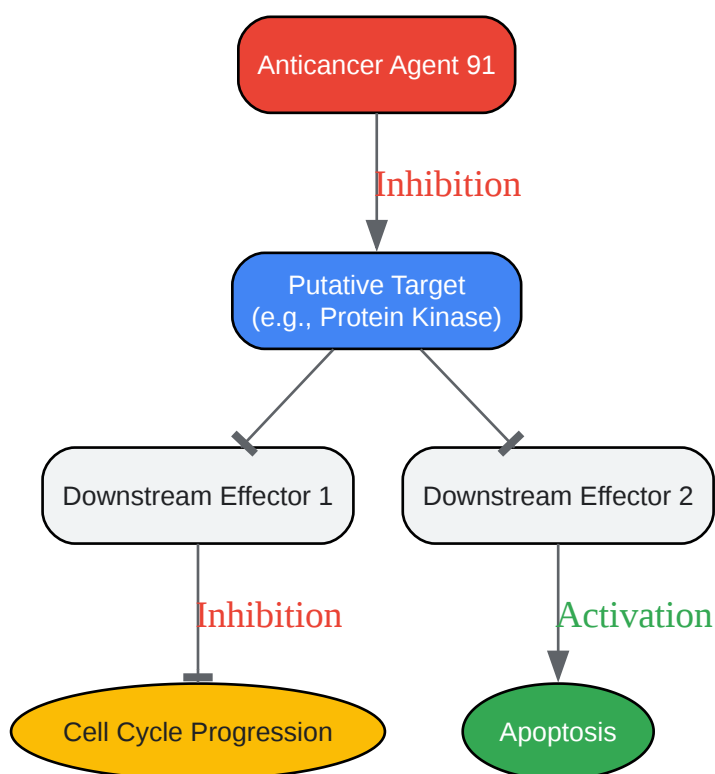 Anticancer Agent 91
Inhibition
Putative Target
(e.g., Protein Kinase)
Downstream Effector 1
Downstream Effector 2
Inhibition
Activation
Cell Cycle Progression
Apoptosis